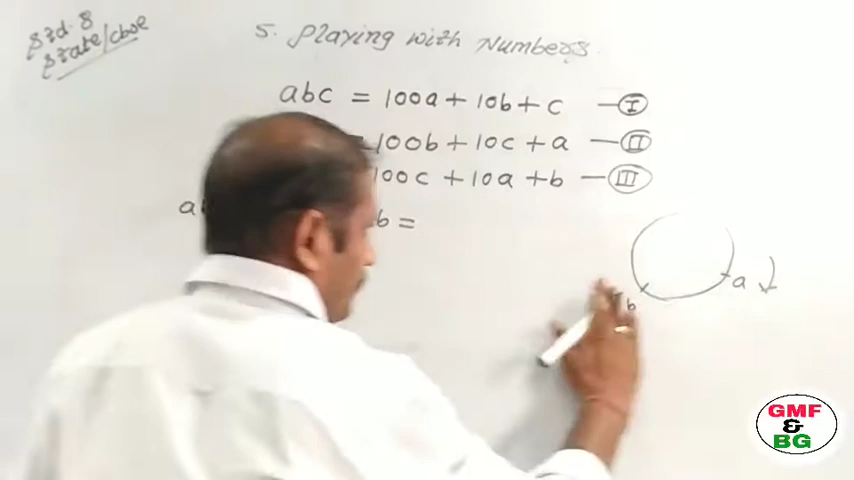 Std. 8
State/cbse
5. Playing with Numbers
abc = 100a + 10b + c — I
= 100b + 10c + a — II
100c + 10a + b — III
a b =
a
b
GMF
&
BG